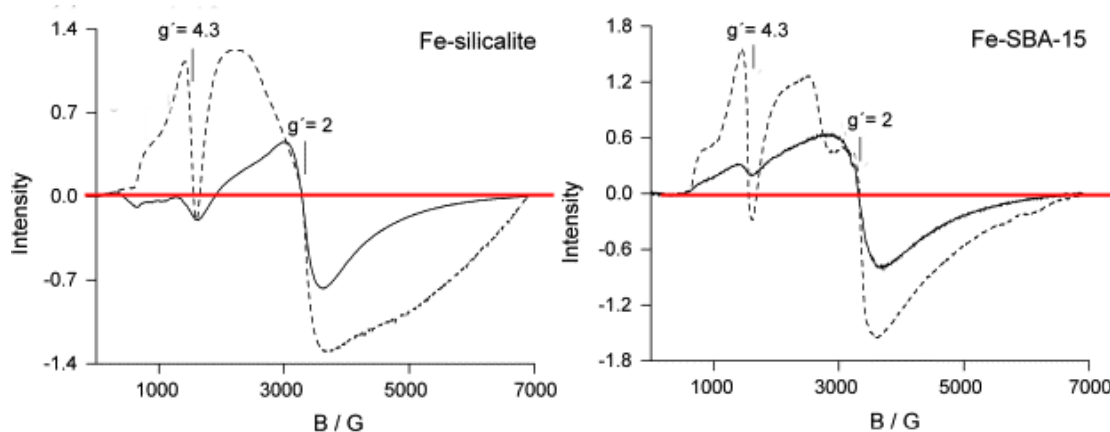 Fe-silicalite
g´= 4.3
g´= 2
Intensity
1.4
0.7
0.0
-0.7
-1.4
1000
3000
5000
7000
B / G
Fe-SBA-15
g´= 4.3
g´= 2
Intensity
1.8
1.2
0.6
0.0
-0.6
-1.2
-1.8
1000
3000
5000
7000
B / G